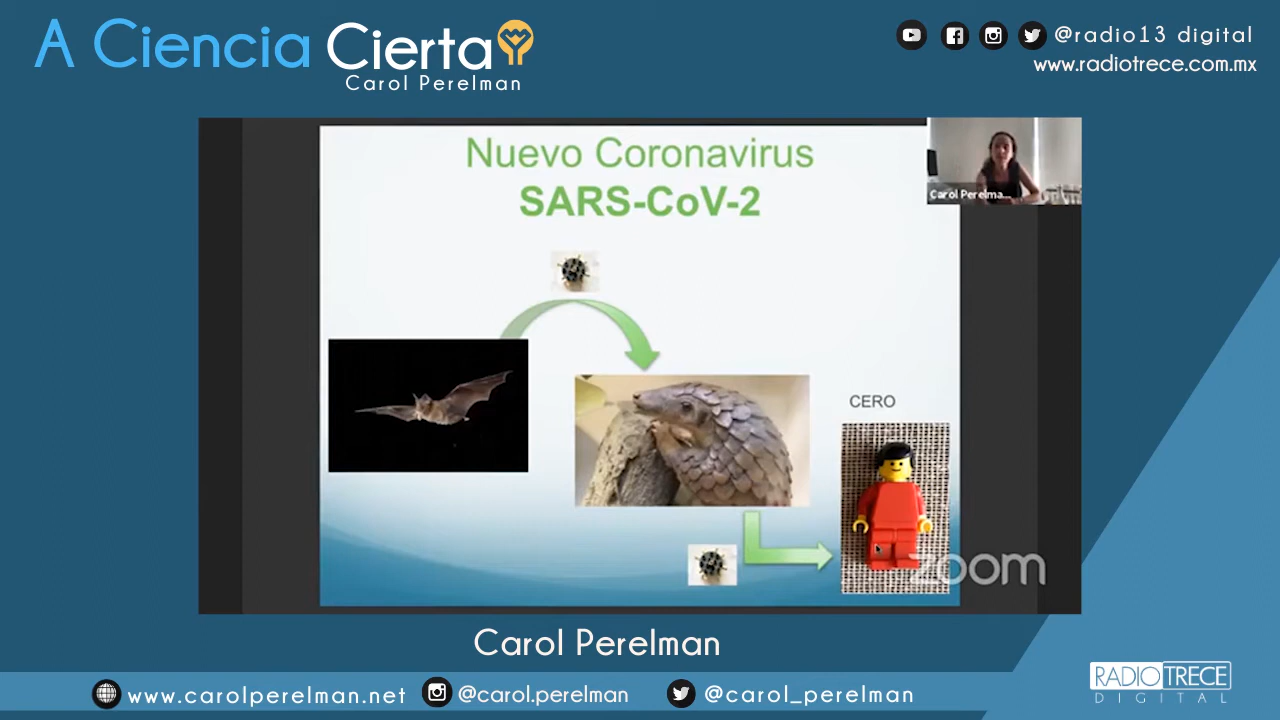 A Ciencia Cierta
Carol Perelman
@radio13 digital
www.radiotrece.com.mx
Nuevo Coronavirus
SARS-CoV-2
Carol Perelma...
CERO
zoom
Carol Perelman
www.carolperelman.net
@carol.perelman
@carol_perelman
RADIO TRECE
DIGITAL